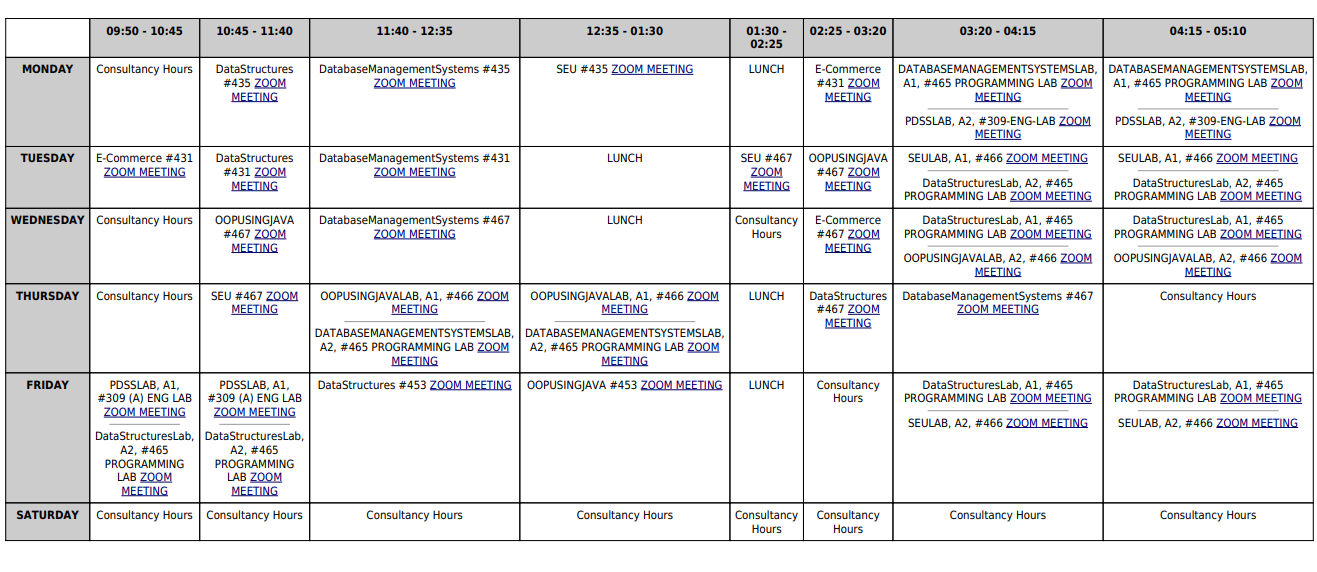 09:50 - 10:45 10:45 - 11:40 11:40 - 12:35 12:35 - 01:30 01:30 - 02:25 02:25 - 03:20 03:20 - 04:15 04:15 - 05:10
MONDAY
Consultancy Hours
DataStructures
#435 ZOOM
MEETING
DatabaseManagementSystems #435
ZOOM MEETING
SEU #435 ZOOM MEETING
LUNCH
E-Commerce
#431 ZOOM
MEETING
DATABASEMANAGEMENTSYSTEMSLAB,
A1, #465 PROGRAMMING LAB ZOOM
MEETING
PDSSLAB, A2, #309-ENG-LAB ZOOM
MEETING
DATABASEMANAGEMENTSYSTEMSLAB,
A1, #465 PROGRAMMING LAB ZOOM
MEETING
PDSSLAB, A2, #309-ENG-LAB ZOOM
MEETING
TUESDAY
E-Commerce #431
ZOOM MEETING
DataStructures
#431 ZOOM
MEETING
DatabaseManagementSystems #431
ZOOM MEETING
LUNCH
SEU #467
ZOOM
MEETING
OOPUSINGJAVA
#467 ZOOM
MEETING
SEULAB, A1, #466 ZOOM MEETING
DataStructuresLab, A2, #465
PROGRAMMING LAB ZOOM MEETING
SEULAB, A1, #466 ZOOM MEETING
DataStructuresLab, A2, #465
PROGRAMMING LAB ZOOM MEETING
WEDNESDAY
Consultancy Hours
OOPUSINGJAVA
#467 ZOOM
MEETING
DatabaseManagementSystems #467
ZOOM MEETING
LUNCH
Consultancy
Hours
E-Commerce
#467 ZOOM
MEETING
DataStructuresLab, A1, #465
PROGRAMMING LAB ZOOM MEETING
OOPUSINGJAVALAB, A2, #466 ZOOM
MEETING
DataStructuresLab, A1, #465
PROGRAMMING LAB ZOOM MEETING
OOPUSINGJAVALAB, A2, #466 ZOOM
MEETING
THURSDAY
Consultancy Hours
SEU #467 ZOOM
MEETING
OOPUSINGJAVALAB, A1, #466 ZOOM
MEETING
DATABASEMANAGEMENTSYSTEMSLAB,
A2, #465 PROGRAMMING LAB ZOOM
MEETING
OOPUSINGJAVALAB, A1, #466 ZOOM
MEETING
DATABASEMANAGEMENTSYSTEMSLAB,
A2, #465 PROGRAMMING LAB ZOOM
MEETING
LUNCH
DataStructures
#467 ZOOM
MEETING
DatabaseManagementSystems #467
ZOOM MEETING
Consultancy Hours
FRIDAY
PDSSLAB, A1,
#309 (A) ENG LAB
ZOOM MEETING
DataStructuresLab,
A2, #465
PROGRAMMING
LAB ZOOM
MEETING
PDSSLAB, A1,
#309 (A) ENG LAB
ZOOM MEETING
DataStructuresLab,
A2, #465
PROGRAMMING
LAB ZOOM
MEETING
DataStructures #453 ZOOM MEETING
OOPUSINGJAVA #453 ZOOM MEETING
LUNCH
Consultancy
Hours
DataStructuresLab, A1, #465
PROGRAMMING LAB ZOOM MEETING
SEULAB, A2, #466 ZOOM MEETING
DataStructuresLab, A1, #465
PROGRAMMING LAB ZOOM MEETING
SEULAB, A2, #466 ZOOM MEETING
SATURDAY
Consultancy Hours
Consultancy Hours
Consultancy Hours
Consultancy Hours
Consultancy
Hours
Consultancy
Hours
Consultancy Hours
Consultancy Hours